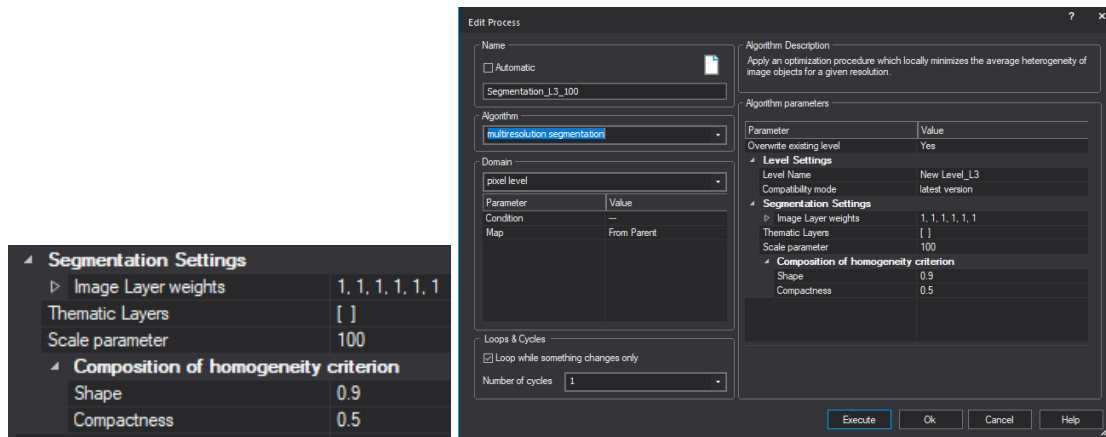 Segmentation Settings
Image Layer weights 1, 1, 1, 1, 1, 1
Thematic Layers [ ]
Scale parameter 100
Composition of homogeneity criterion
Shape 0.9
Compactness 0.5
Edit Process ? ×
Name
Automatic
Segmentation_L3_100
Algorithm
multiresolution segmentation
Domain
pixel level
Parameter Value
Condition ---
Map From Parent
Loops & Cycles
Loop while something changes only
Number of cycles 1
Algorithm Description
Apply an optimization procedure which locally minimizes the average heterogeneity of
image objects for a given resolution.
Algorithm parameters
Parameter Value
Overwrite existing level Yes
Level Settings
Level Name New Level_L3
Compatibility mode latest version
Segmentation Settings
Image Layer weights 1, 1, 1, 1, 1, 1
Thematic Layers [ ]
Scale parameter 100
Composition of homogeneity criterion
Shape 0.9
Compactness 0.5
Execute Ok Cancel Help